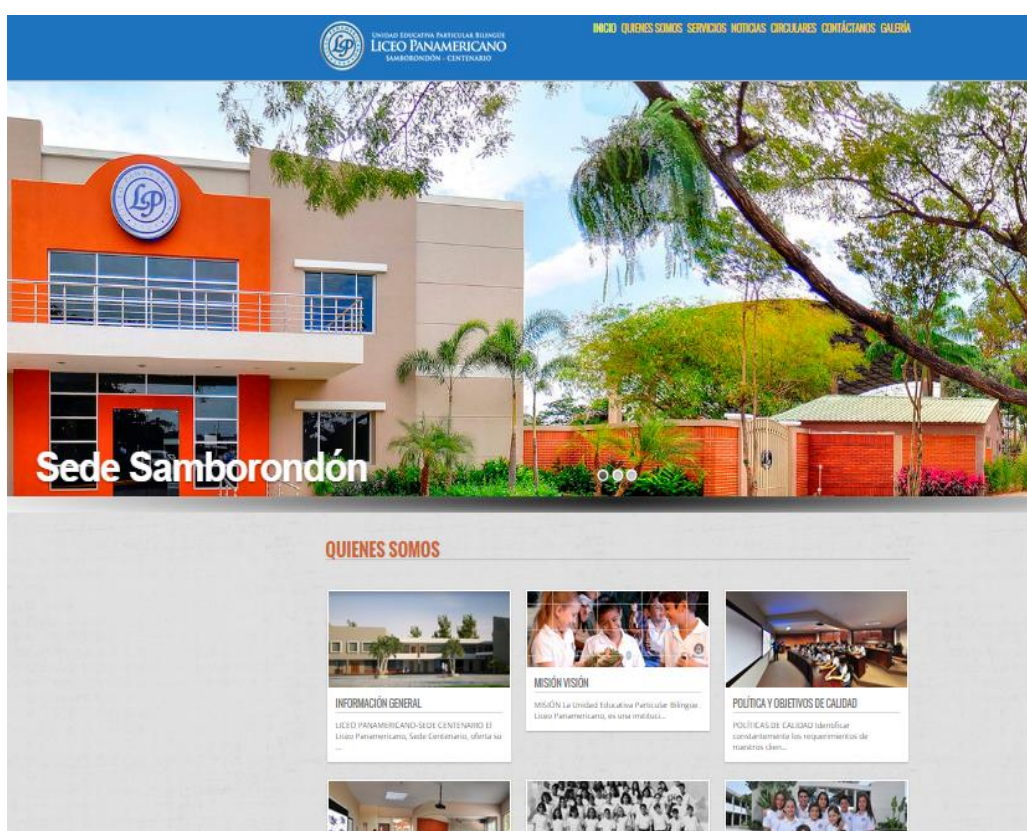 UNIDAD EDUCATIVA PARTICULAR BILINGÜE
LICEO PANAMERICANO
SAMBORONDÓN - CENTENARIO
INICIO QUIENES SOMOS SERVICIOS NOTICIAS CIRCULARES CONTÁCTANOS GALERÍA
LSP
LSP
Sede Samborondón
QUIENES SOMOS
INFORMACIÓN GENERAL
LICEO PANAMERICANO-SEDE CENTENARIO El
Liceo Panamericano, Sede Centenario, oferta su
...
MISIÓN VISIÓN
MISIÓN La Unidad Educativa Particular Bilingüe
Liceo Panamericano, es una instituci...
POLÍTICA Y OBJETIVOS DE CALIDAD
POLÍTICAS DE CALIDAD Identificar
constantemente los requerimientos de
nuestros clien...